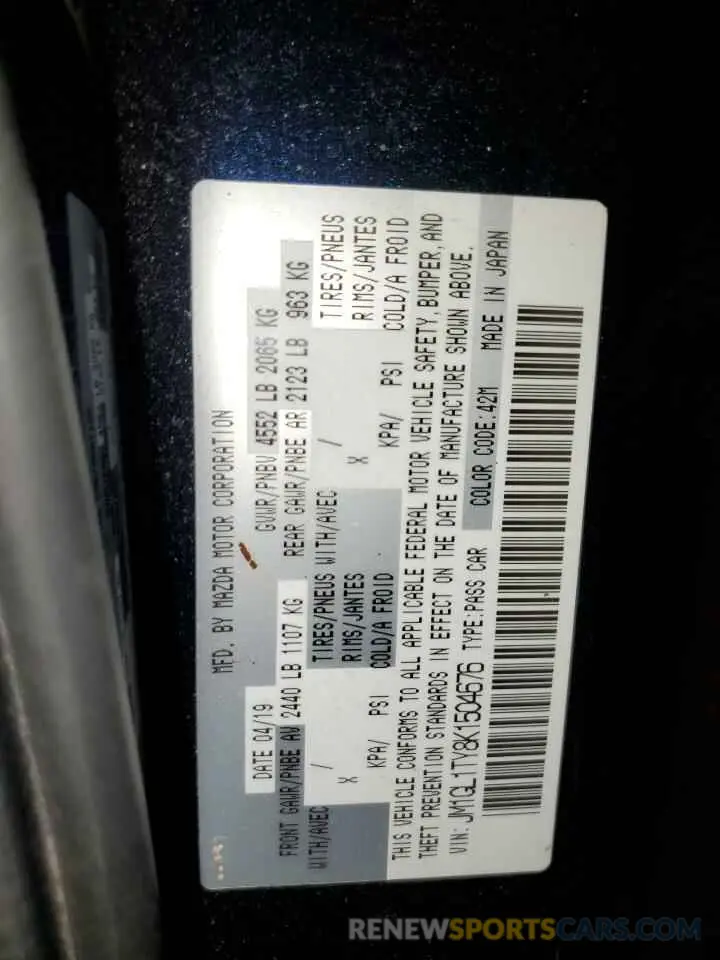 MFD. BY MAZDA MOTOR CORPORATION
DATE 04/19 GVWR/PNBV 4552 LB 2065 KG
FRONT GAWR/PNBE AV 2440 LB 1107 KG REAR GAWR/PNBE AR 2123 LB 963 KG
WITH/AVEC / TIRES/PNEUS WITH/AVEC / TIRES/PNEUS
X RIMS/JANTES X RIMS/JANTES
KPA/ PSI COLD/A FROID KPA/ PSI COLD/A FROID
THIS VEHICLE CONFORMS TO ALL APPLICABLE FEDERAL MOTOR VEHICLE SAFETY, BUMPER, AND
THEFT PREVENTION STANDARDS IN EFFECT ON THE DATE OF MANUFACTURE SHOWN ABOVE.
VIN: JM1GL1TY8K1504676 TYPE: PASS CAR COLOR CODE: 42M MADE IN JAPAN
RENEWSPORTSCARS.COM